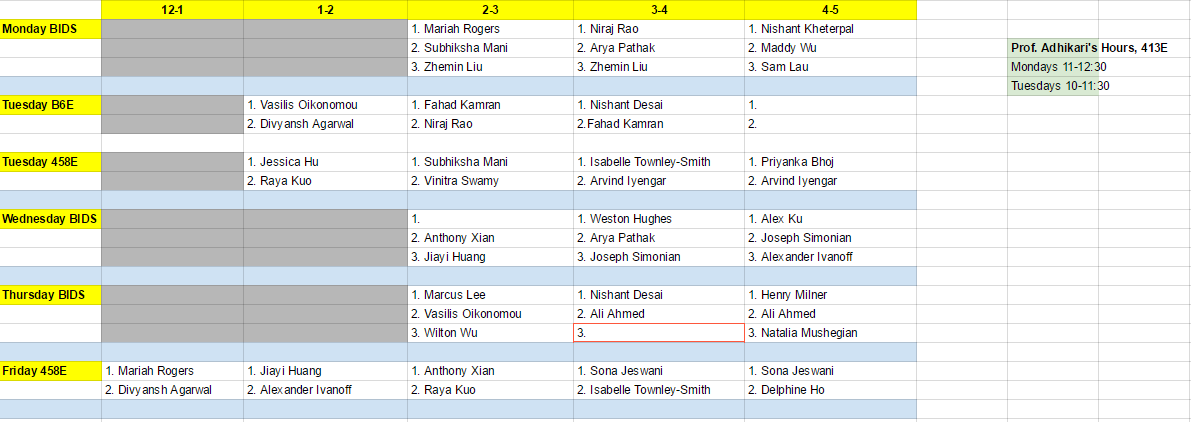 12-1 1-2 2-3 3-4 4-5
Monday BIDS 1. Mariah Rogers 1. Niraj Rao 1. Nishant Kheterpal
2. Subhiksha Mani 2. Arya Pathak 2. Maddy Wu Prof. Adhikari's Hours, 413E
3. Zhemin Liu 3. Zhemin Liu 3. Sam Lau Mondays 11-12:30
Tuesdays 10-11:30
Tuesday B6E 1. Vasilis Oikonomou 1. Fahad Kamran 1. Nishant Desai 1.
2. Divyansh Agarwal 2. Niraj Rao 2.Fahad Kamran 2.
Tuesday 458E 1. Jessica Hu 1. Subhiksha Mani 1. Isabelle Townley-Smith 1. Priyanka Bhoj
2. Raya Kuo 2. Vinitra Swamy 2. Arvind Iyengar 2. Arvind Iyengar
Wednesday BIDS 1. 1. Weston Hughes 1. Alex Ku
2. Anthony Xian 2. Arya Pathak 2. Joseph Simonian
3. Jiayi Huang 3. Joseph Simonian 3. Alexander Ivanoff
Thursday BIDS 1. Marcus Lee 1. Nishant Desai 1. Henry Milner
2. Vasilis Oikonomou 2. Ali Ahmed 2. Ali Ahmed
3. Wilton Wu 3. 3. Natalia Mushegian
Friday 458E 1. Mariah Rogers 1. Jiayi Huang 1. Anthony Xian 1. Sona Jeswani 1. Sona Jeswani
2. Divyansh Agarwal 2. Alexander Ivanoff 2. Raya Kuo 2. Isabelle Townley-Smith 2. Delphine Ho